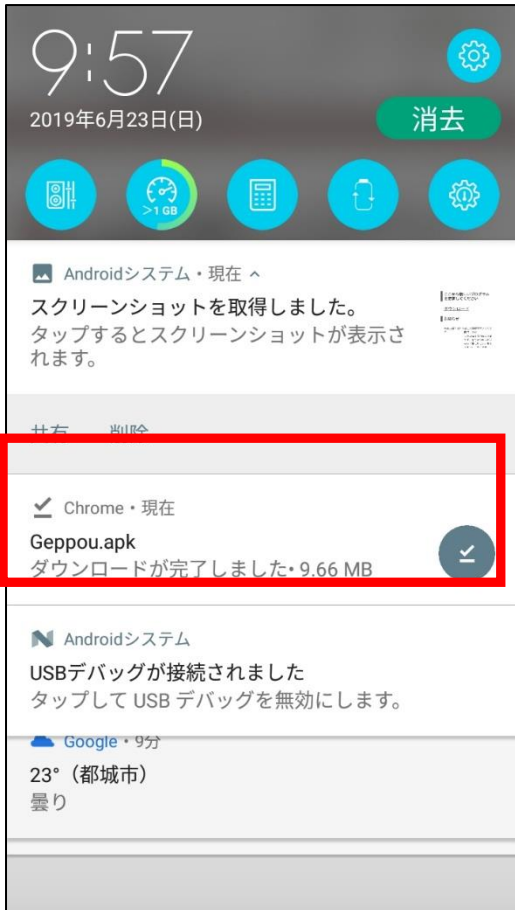 9:57
2019年6月23日(日)
消去
>1 GB
Androidシステム・現在
スクリーンショットを取得しました。
タップするとスクリーンショットが表示さ
れます。
共有 削除
Chrome・現在
Geppou.apk
ダウンロードが完了しました・9.66 MB
Androidシステム
USBデバッグが接続されました
タップして USB デバッグを無効にします。
Google・9分
23°（都城市）
曇り